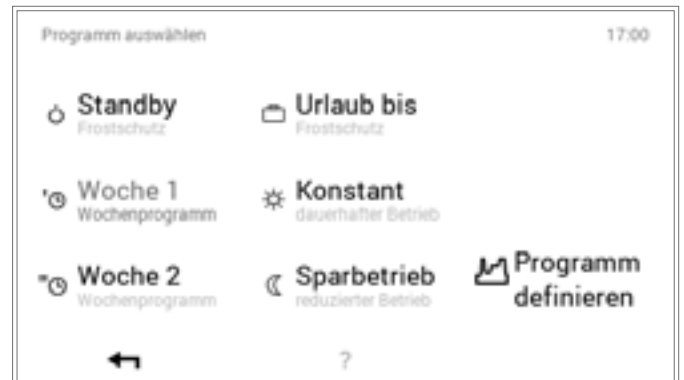 Programm auswählen
17:00
Standby
Frostschutz
Urlaub bis
Frostschutz
Woche 1
Wochenprogramm
Konstant
dauerhafter Betrieb
Woche 2
Wochenprogramm
Sparbetrieb
reduzierter Betrieb
Programm
definieren
?